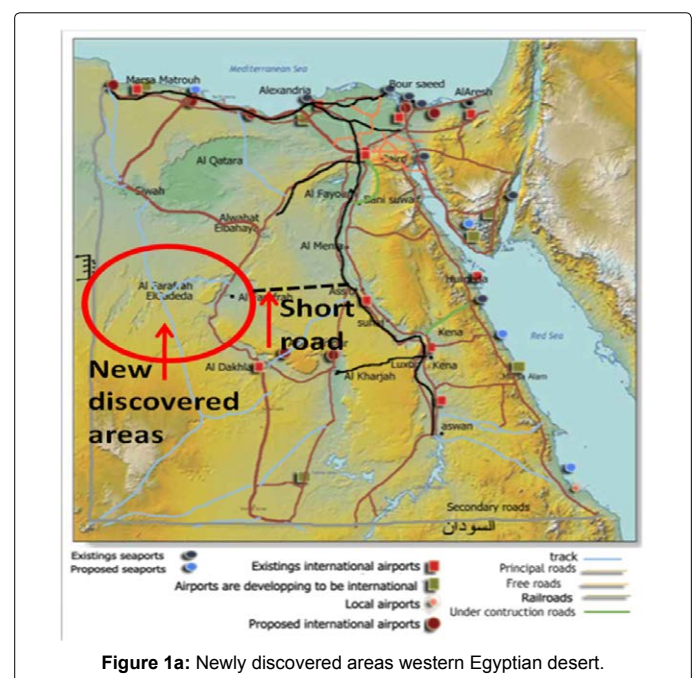 Mediterranean Sea
Marsa Matrouh
Alexandria
Bour saeed
AlAresh
Al Qatara
Siwah
Al Fayoum
Bani suwaif
Alwahat
Elbahaya
Al Menia
Al Farafrah
ElGadeda
Short
road
Kena
Red Sea
New
discovered
areas
Al Dakhla
Luxor
Kena
Al Kharjah
Marsa Alam
aswan
Secondary roads
السودان
Existings seaports
Proposed seaports
Existings international airports
Airports are developping to be international
Local airports
Proposed international airports
track
Principal roads
Free roads
Railroads
Under contruction roads
Figure 1a: Newly discovered areas western Egyptian desert.